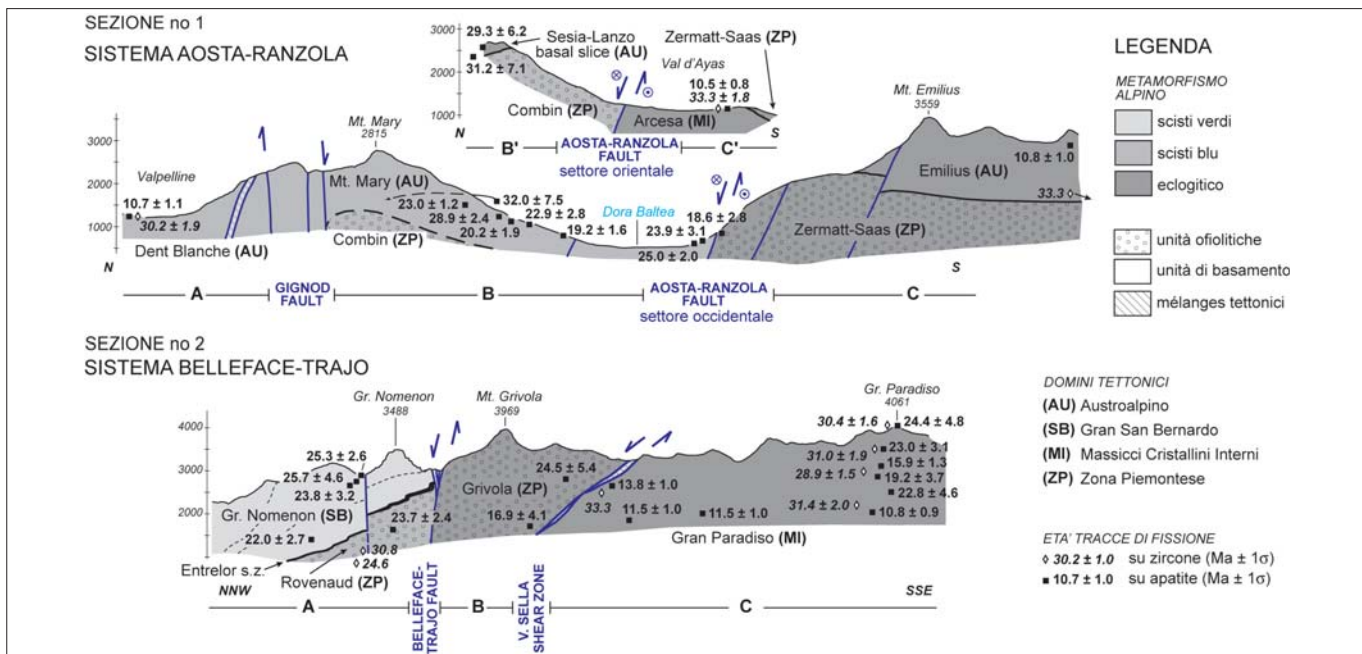 SEZIONE no 1
SISTEMA AOSTA-RANZOLA
3000
2000
1000
29.3 ± 6.2
31.2 ± 7.1
Sesia-Lanzo
basal slice (AU)
Zermatt-Saas (ZP)
Val d'Ayas
10.5 ± 0.8
33.3 ± 1.8
Combin (ZP)
Arcesa (MI)
N
S
B'
AOSTA-RANZOLA
FAULT
settore orientale
C'
Mt. Emilius
3559
Mt. Mary
2815
3000
2000
1000
Valpelline
10.7 ± 1.1
30.2 ± 1.9
Mt. Mary (AU)
23.0 ± 1.2
32.0 ± 7.5
28.9 ± 2.4
22.9 ± 2.8
20.2 ± 1.9
19.2 ± 1.6
Dora Baltea
23.9 ± 3.1
18.6 ± 2.8
25.0 ± 2.0
Emilius (AU)
10.8 ± 1.0
33.3
Combin (ZP)
Zermatt-Saas (ZP)
Dent Blanche (AU)
N
S
A
GIGNOD
FAULT
B
AOSTA-RANZOLA
FAULT
settore occidentale
C
LEGENDA
METAMORFISMO
ALPINO
scisti verdi
scisti blu
eclogitico
unità ofiolitiche
unità di basamento
mélanges tettonici
SEZIONE no 2
SISTEMA BELLEFACE-TRAJO
4000
3000
2000
1000
Gr. Nomenon
3488
Mt. Grivola
3969
Gr. Paradiso
4061
25.3 ± 2.6
25.7 ± 4.6
23.8 ± 3.2
Gr. Nomenon (SB)
22.0 ± 2.7
23.7 ± 2.4
30.8
24.6
Entrelor s.z.
Rovenaud (ZP)
Grivola (ZP)
24.5 ± 5.4
16.9 ± 4.1
13.8 ± 1.0
33.3
11.5 ± 1.0
11.5 ± 1.0
Gran Paradiso (MI)
30.4 ± 1.6
24.4 ± 4.8
31.0 ± 1.9
23.0 ± 3.1
15.9 ± 1.3
28.9 ± 1.5
19.2 ± 3.7
22.8 ± 4.6
31.4 ± 2.0
10.8 ± 0.9
NNW
SSE
A
BELLEFACE-
TRAJO FAULT
B
V. SELLA
SHEAR ZONE
C
DOMINI TETTONICI
(AU) Austroalpino
(SB) Gran San Bernardo
(MI) Massicci Cristallini Interni
(ZP) Zona Piemontese
ETA' TRACCE DI FISSIONE
30.2 ± 1.0 su zircone (Ma ± 1σ)
10.7 ± 1.0 su apatite (Ma ± 1σ)